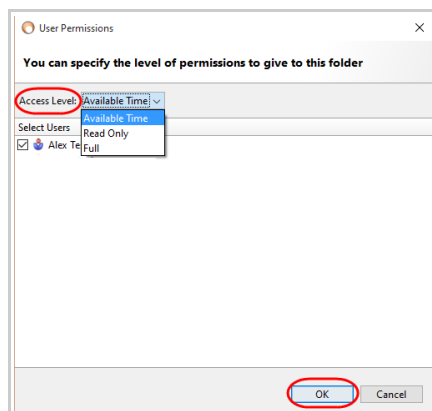 User Permissions
You can specify the level of permissions to give to this folder
Access Level: Available Time
Available Time
Read Only
Full
Select Users
Alex
OK
Cancel